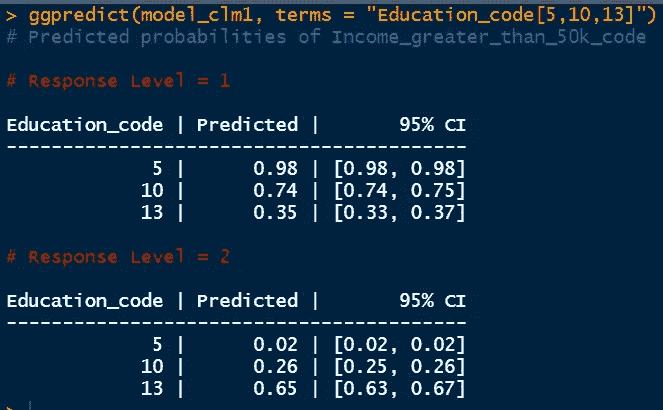 > ggpredict(model_clm1, terms = "Education_code[5,10,13]")
# Predicted probabilities of Income_greater_than_50k_code
# Response Level = 1
Education_code | Predicted |       95% CI
-----------------------------------------
             5 |      0.98 | [0.98, 0.98]
            10 |      0.74 | [0.74, 0.75]
            13 |      0.35 | [0.33, 0.37]
# Response Level = 2
Education_code | Predicted |       95% CI
-----------------------------------------
             5 |      0.02 | [0.02, 0.02]
            10 |      0.26 | [0.25, 0.26]
            13 |      0.65 | [0.63, 0.67]
>